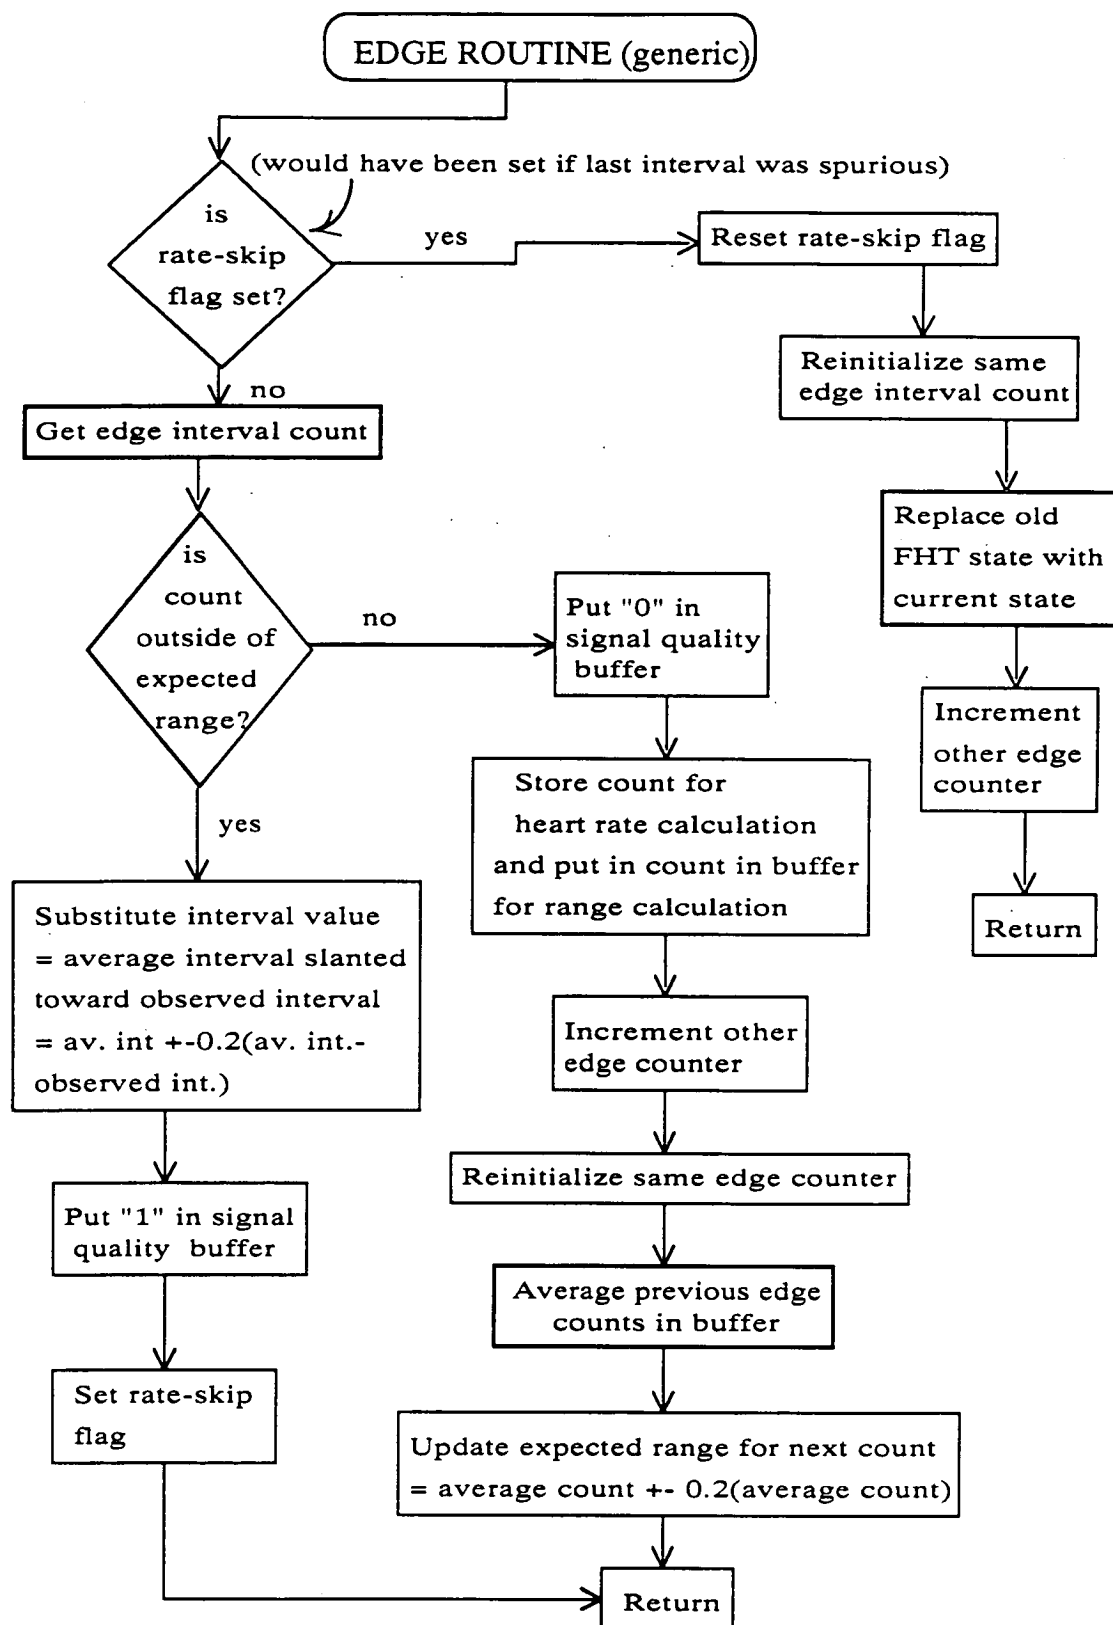 EDGE ROUTINE (generic)
(would have been set if last interval was spurious)
is
rate-skip
flag set?
yes
Reset rate-skip flag
Reinitialize same
edge interval count
Replace old
FHT state with
current state
Increment
other edge
counter
Return
no
Get edge interval count
is
count
outside of
expected
range?
no
Put "0" in
signal quality
buffer
Store count for
heart rate calculation
and put in count in buffer
for range calculation
Increment other
edge counter
Reinitialize same edge counter
Average previous edge
counts in buffer
Update expected range for next count
= average count +- 0.2(average count)
yes
Substitute interval value
= average interval slanted
toward observed interval
= av. int +-0.2(av. int.-
observed int.)
Put "1" in signal
quality buffer
Set rate-skip
flag
Return